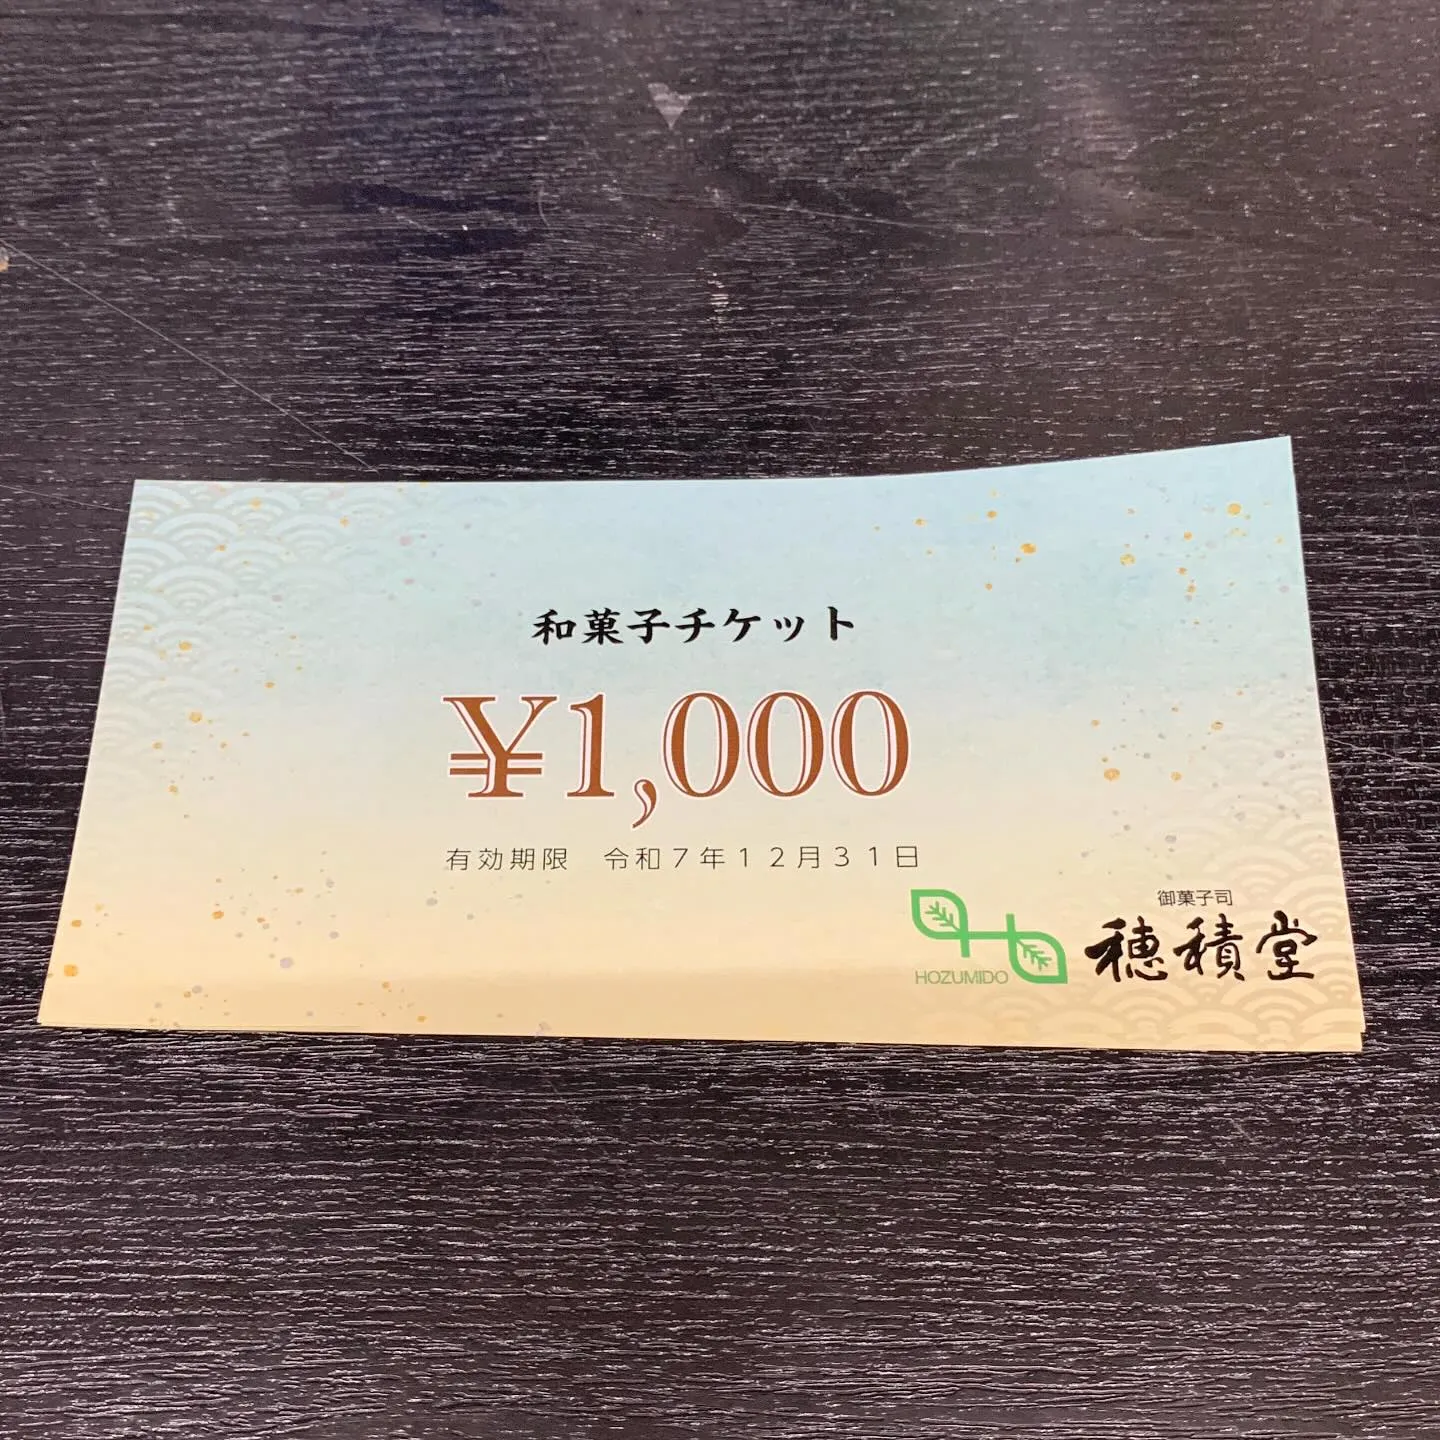 和菓子チケット
¥1,000
有効期限　令和７年１２月３１日
御菓子司
穂積堂
HOZUMIDO